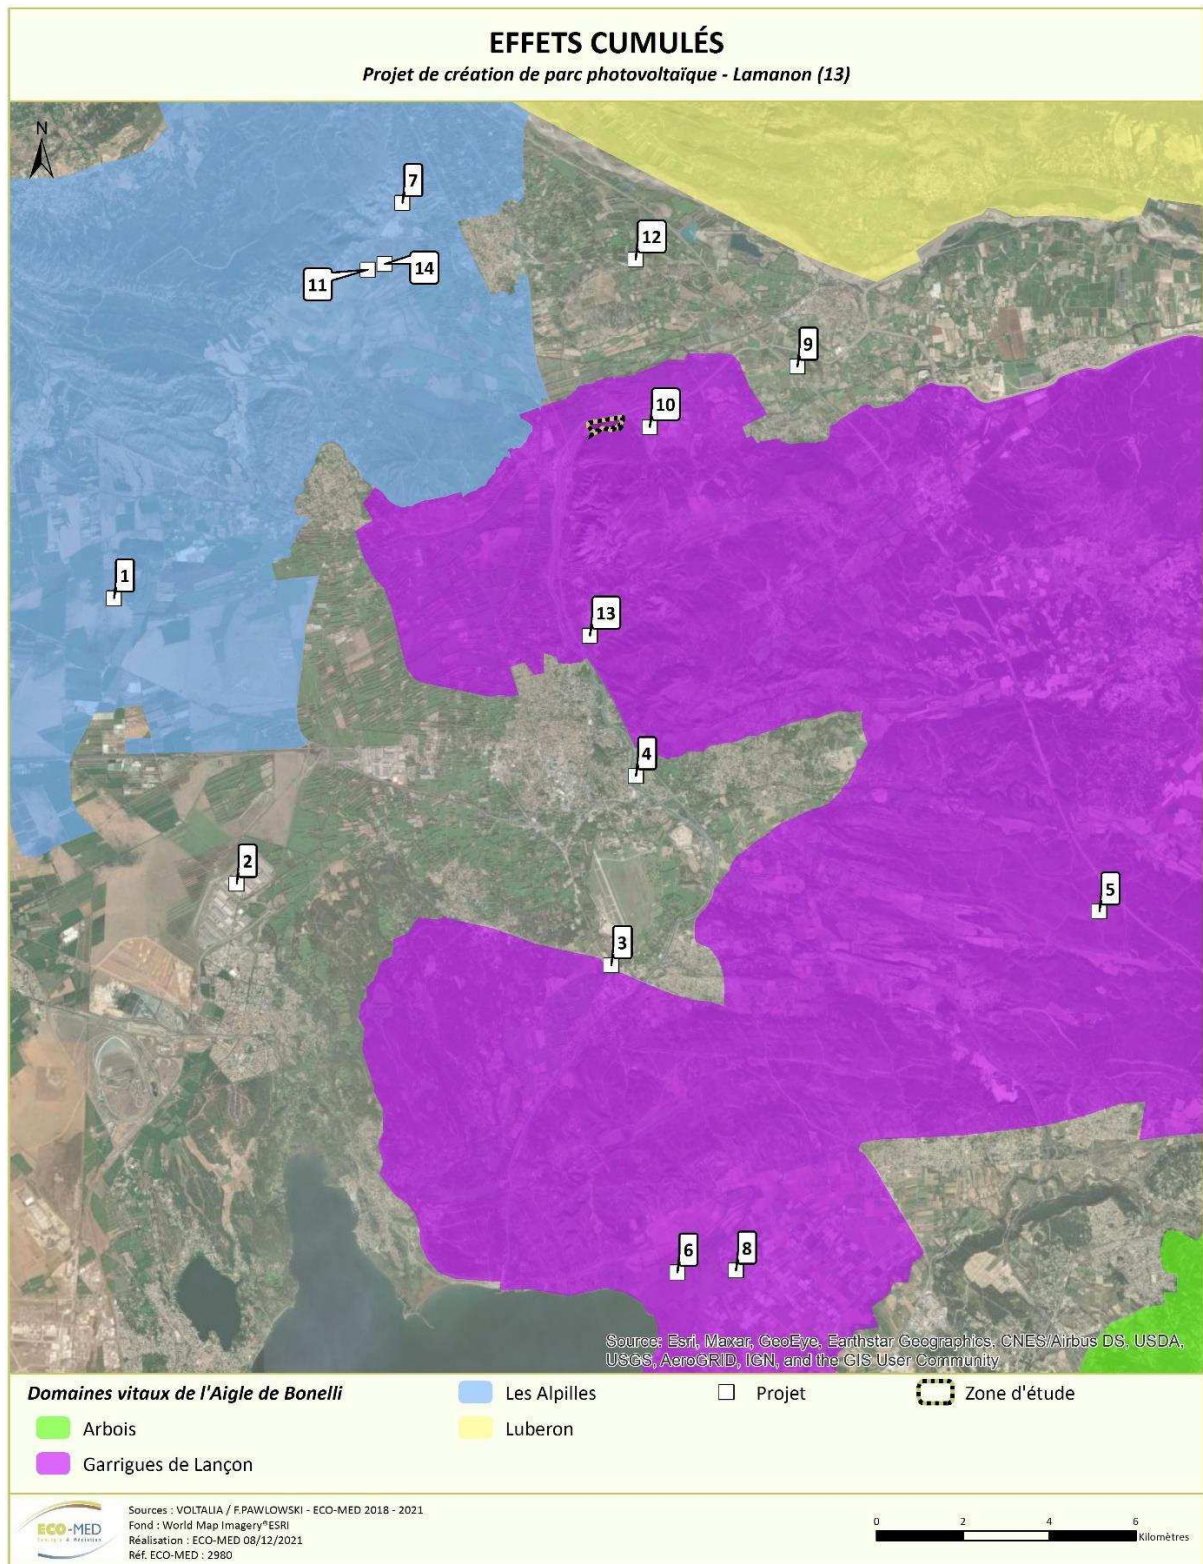 EFFETS CUMULÉS
Projet de création de parc photovoltaïque - Lamanon (13)
N
7
12
11
14
9
10
1
13
4
2
5
3
6
8
Source: Esri, Maxar, GeoEye, Earthstar Geographics, CNES/Airbus DS, USDA,
USGS, AeroGRID, IGN, and the GIS User Community
Domaines vitaux de l'Aigle de Bonelli
Arbois
Garrigues de Lançon
Les Alpilles
Luberon
Projet
Zone d'étude
ECO-MED
Sources : VOLTALIA / F.PAWLOWSKI - ECO-MED 2018 - 2021
Fond : World Map Imagery®ESRI
Réalisation : ECO-MED 08/12/2021
Réf. ECO-MED : 2980
0 2 4 6
Kilomètres